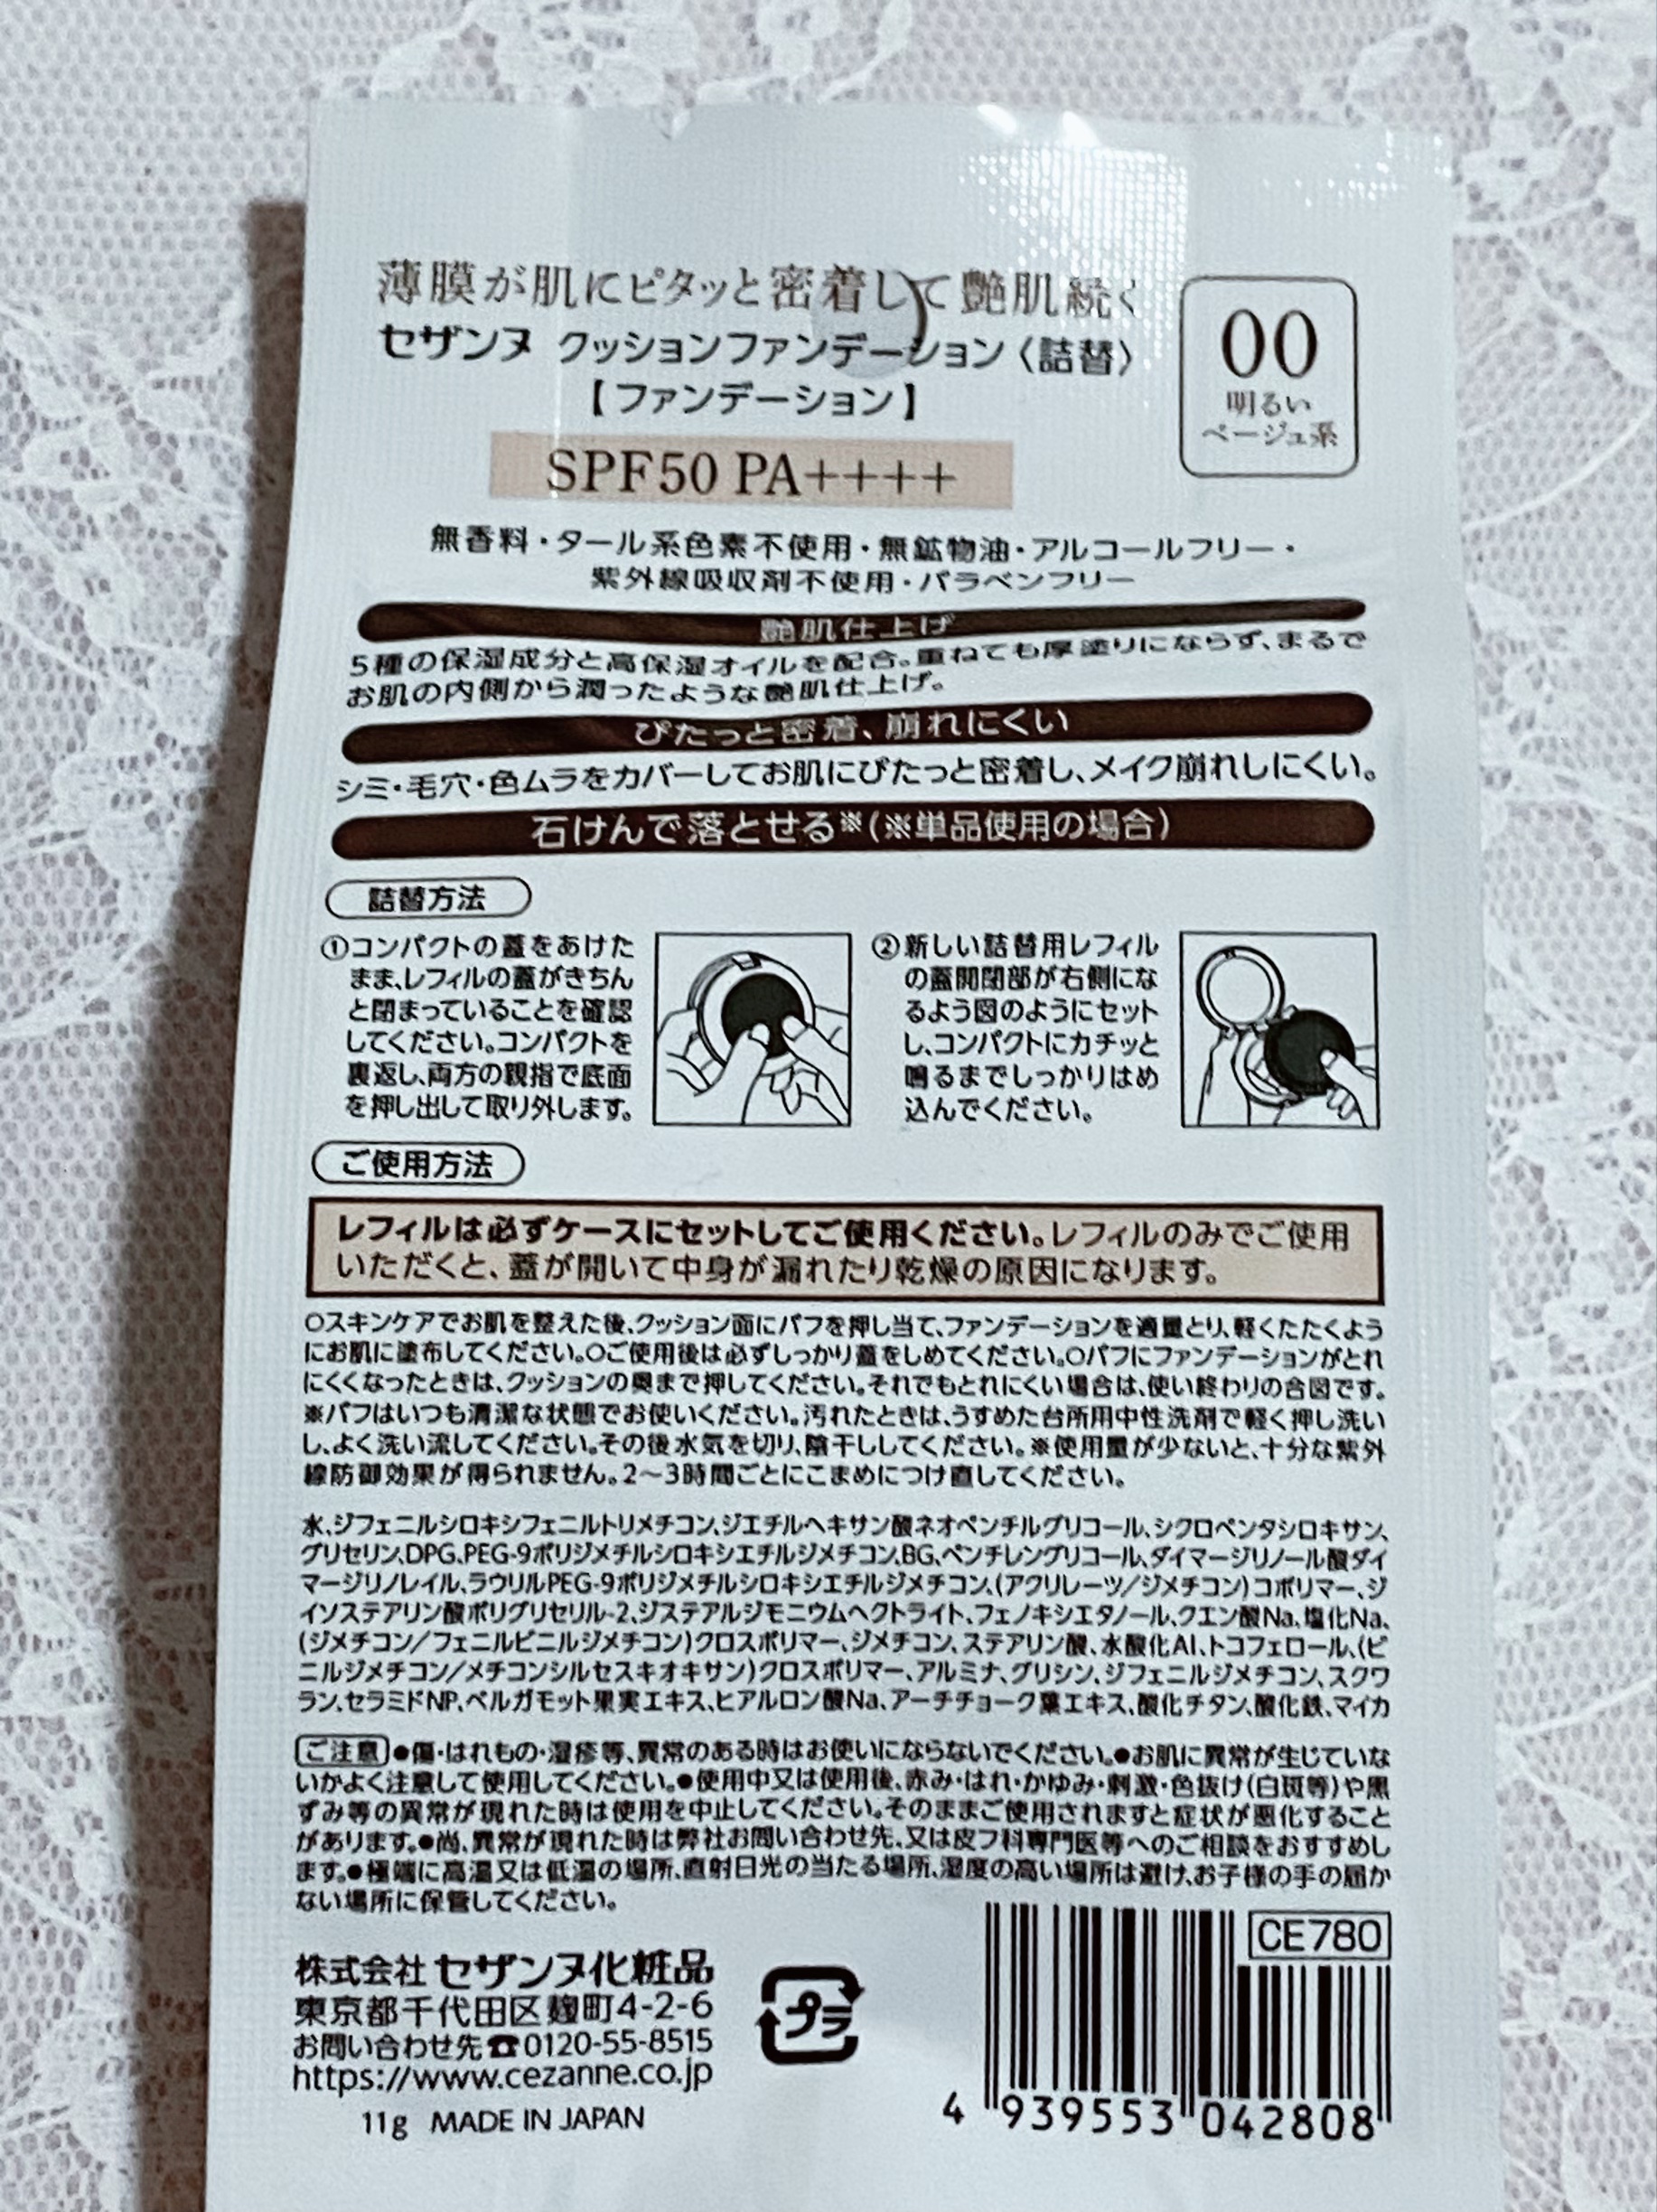 薄膜が肌にピタッと密着して艶肌続く
セザンヌ クッションファンデーション〈詰替〉
【ファンデーション】
00
明るい
ベージュ系
SPF50 PA++++
無香料・タール系色素不使用・無鉱物油・アルコールフリー・
紫外線吸収剤不使用・パラベンフリー
艶肌仕上げ
5種の保湿成分と高保湿オイルを配合。重ねても厚塗りにならず、まるで
お肌の内側から潤ったような艶肌仕上げ。
ぴたっと密着、崩れにくい
シミ・毛穴・色ムラをカバーしてお肌にぴたっと密着し、メイク崩れしにくい。
石けんで落とせる※(※単品使用の場合)
詰替方法
①コンパクトの蓋をあけた
まま、レフィルの蓋がきちん
と閉まっていることを確認
してください。コンパクトを
裏返し、両方の親指で底面
を押し出して取り外します。
②新しい詰替用レフィル
の蓋開閉部が右側にな
るよう図のようにセット
し、コンパクトにカチッと
鳴るまでしっかりはめ
込んでください。
ご使用方法
レフィルは必ずケースにセットしてご使用ください。レフィルのみでご使用
いただくと、蓋が開いて中身が漏れたり乾燥の原因になります。
○スキンケアでお肌を整えた後、クッション面にパフを押し当て、ファンデーションを適量とり、軽くたたくよう
にお肌に塗布してください。○ご使用後は必ずしっかり蓋をしめてください。○パフにファンデーションがとれ
にくくなったときは、クッションの奥まで押してください。それでもとれにくい場合は、使い終わりの合図です。
※パフはいつも清潔な状態でお使いください。汚れたときは、うすめた台所用中性洗剤で軽く押し洗い
し、よく洗い流してください。その後水気を切り、陰干ししてください。※使用量が少ないと、十分な紫外
線防御効果が得られません。2～3時間ごとにこまめにつけ直してください。
水、ジフェニルシロキシフェニルトリメチコン、ジエチルヘキサン酸ネオペンチルグリコール、シクロペンタシロキサン、
グリセリン、DPG、PEG-9ポリジメチルシロキシエチルジメチコン、BG、ペンチレングリコール、ダイマージリノール酸ダイ
マージリノレイル、ラウリルPEG-9ポリジメチルシロキシエチルジメチコン、(アクリレーツ/ジメチコン)コポリマー、ジ
イソステアリン酸ポリグリセリル-2、ジステアルジモニウムヘクトライト、フェノキシエタノール、クエン酸Na、塩化Na、
(ジメチコン/フェニルビニルジメチコン)クロスポリマー、ジメチコン、ステアリン酸、水酸化Al、トコフェロール、(ビ
ニルジメチコン/メチコンシルセスキオキサン)クロスポリマー、アルミナ、グリシン、ジフェニルジメチコン、スクワ
ラン、セラミドNP、ベルガモット果実エキス、ヒアルロン酸Na、アーチチョーク葉エキス、酸化チタン、酸化鉄、マイカ
ご注意●傷・はれもの・湿疹等、異常のある時はお使いにならないでください。●お肌に異常が生じていな
いかよく注意して使用してください。●使用中又は使用後、赤み・はれ・かゆみ・刺激・色抜け(白斑等)や黒
ずみ等の異常が現れた時は使用を中止してください。そのままご使用されますと症状が悪化すること
があります。●尚、異常が現れた時は弊社お問い合わせ先、又は皮フ科専門医等へのご相談をおすすめし
ます。●極端に高温又は低温の場所、直射日光の当たる場所、湿度の高い場所は避け、お子様の手の届か
ない場所に保管してください。
株式会社 セザンヌ化粧品
東京都千代田区麹町4-2-6
お問い合わせ先☎0120-55-8515
https://www.cezanne.co.jp
11g MADE IN JAPAN
プラ
CE780
4 939553 042808